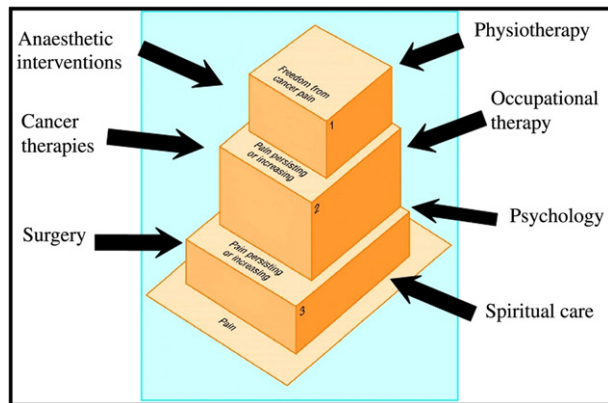 Anaesthetic
interventions
Cancer
therapies
Surgery
Physiotherapy
Occupational
therapy
Psychology
Spiritual care
Freedom from
cancer pain
1
Pain persisting
or increasing
2
Pain persisting
or increasing
3
Pain